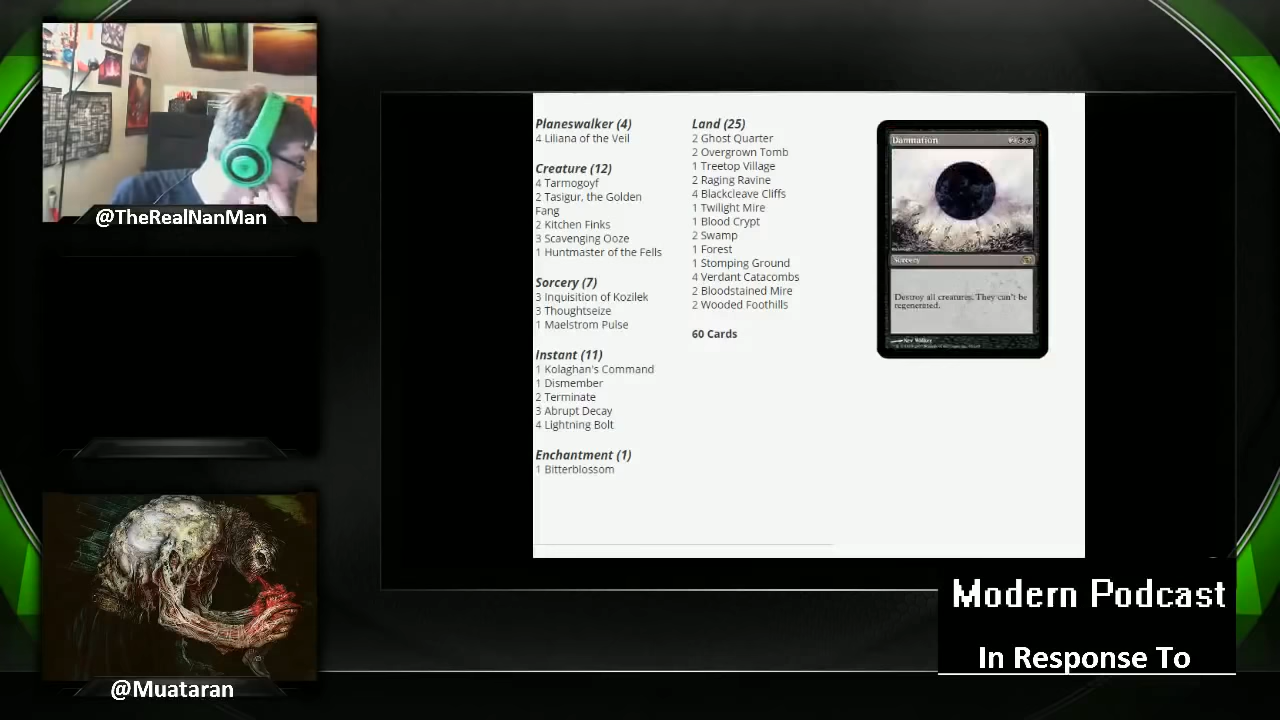 @TheRealNanMan
Planeswalker (4)
4 Liliana of the Veil
Creature (12)
4 Tarmogoyf
2 Tasigur, the Golden
Fang
2 Kitchen Finks
3 Scavenging Ooze
1 Huntmaster of the Fells
Sorcery (7)
3 Inquisition of Kozilek
3 Thoughtseize
1 Maelstrom Pulse
Instant (11)
1 Kolaghan's Command
1 Dismember
2 Terminate
3 Abrupt Decay
4 Lightning Bolt
Enchantment (1)
1 Bitterblossom
Land (25)
2 Ghost Quarter
2 Overgrown Tomb
1 Treetop Village
2 Raging Ravine
4 Blackcleave Cliffs
1 Twilight Mire
1 Blood Crypt
2 Swamp
1 Forest
1 Stomping Ground
4 Verdant Catacombs
2 Bloodstained Mire
2 Wooded Foothills
60 Cards
Damnation
Sorcery
Destroy all creatures. They can't be
regenerated.
@Muataran
Modern Podcast
In Response To